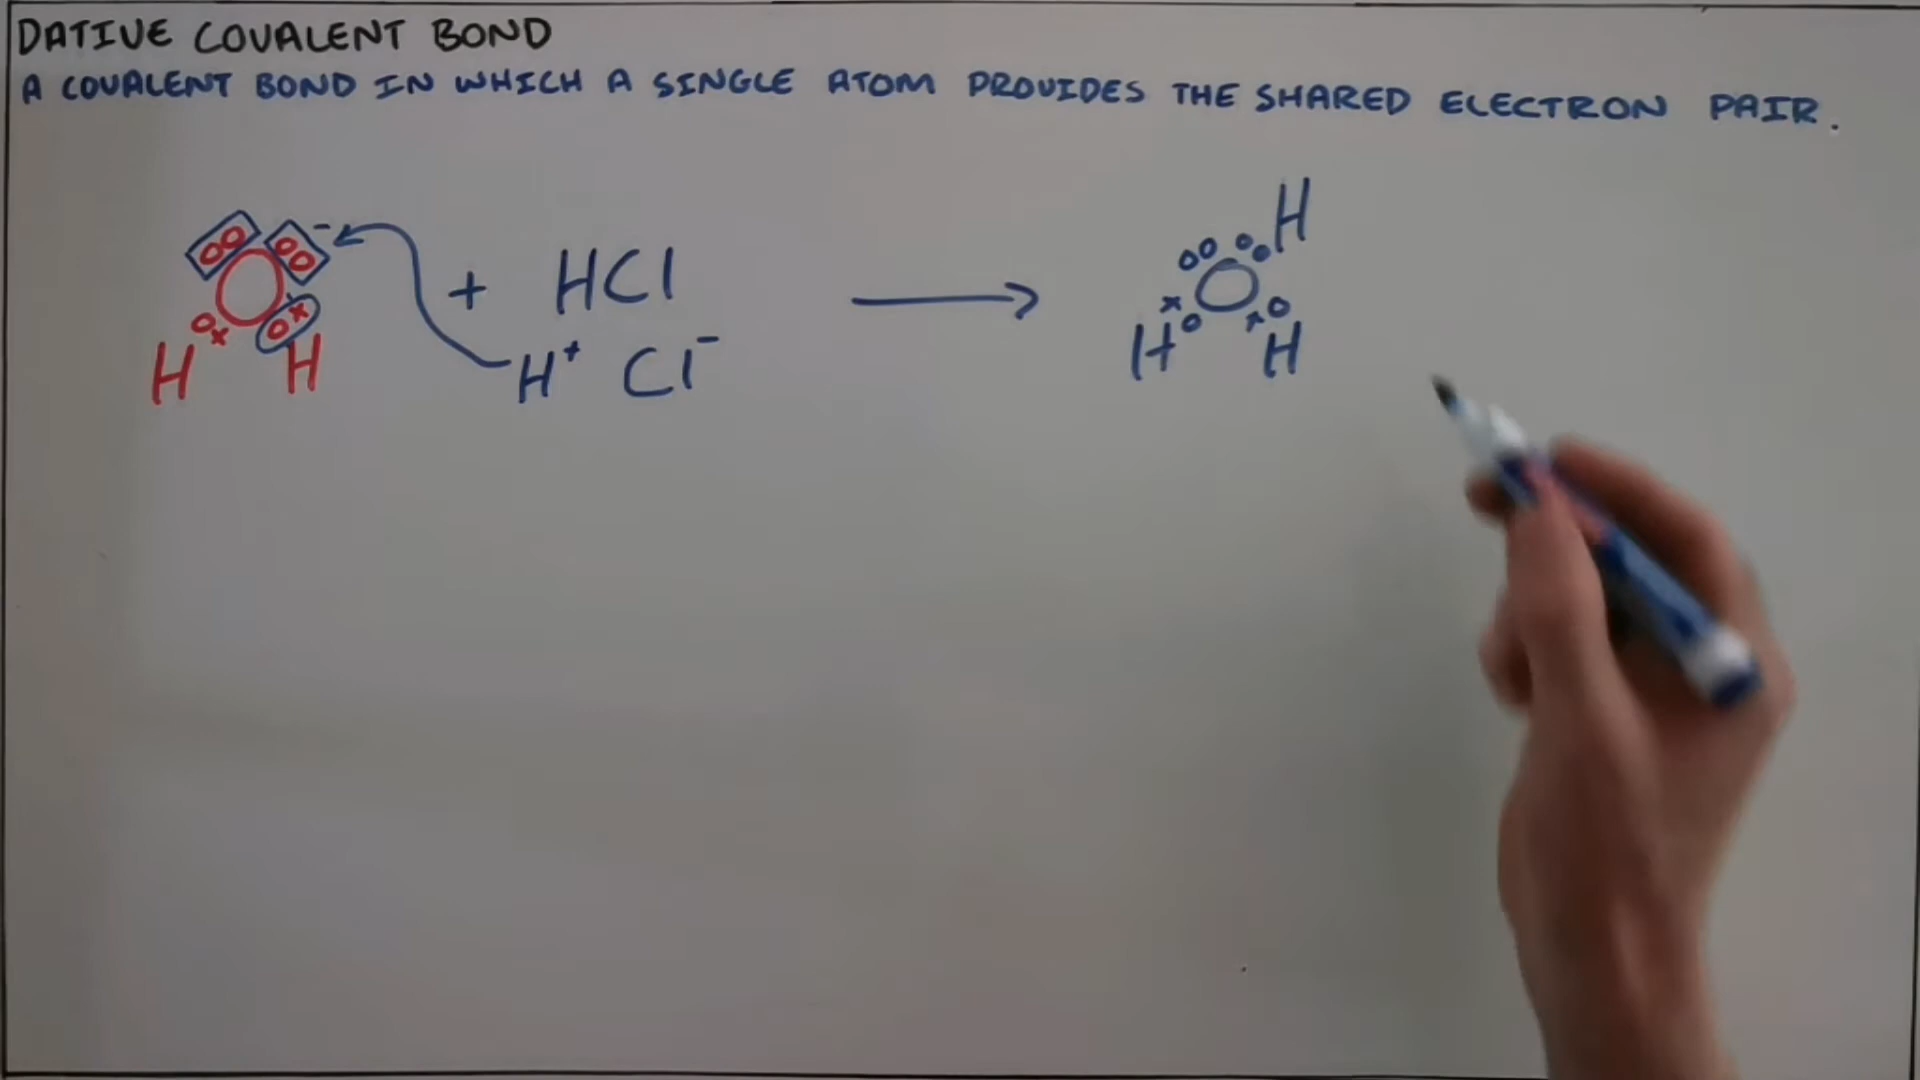 DATIVE COVALENT BOND
A COVALENT BOND IN WHICH A SINGLE ATOM PROVIDES THE SHARED ELECTRON PAIR.
H
O - + HCl → O
H H H⁺ Cl⁻ H H